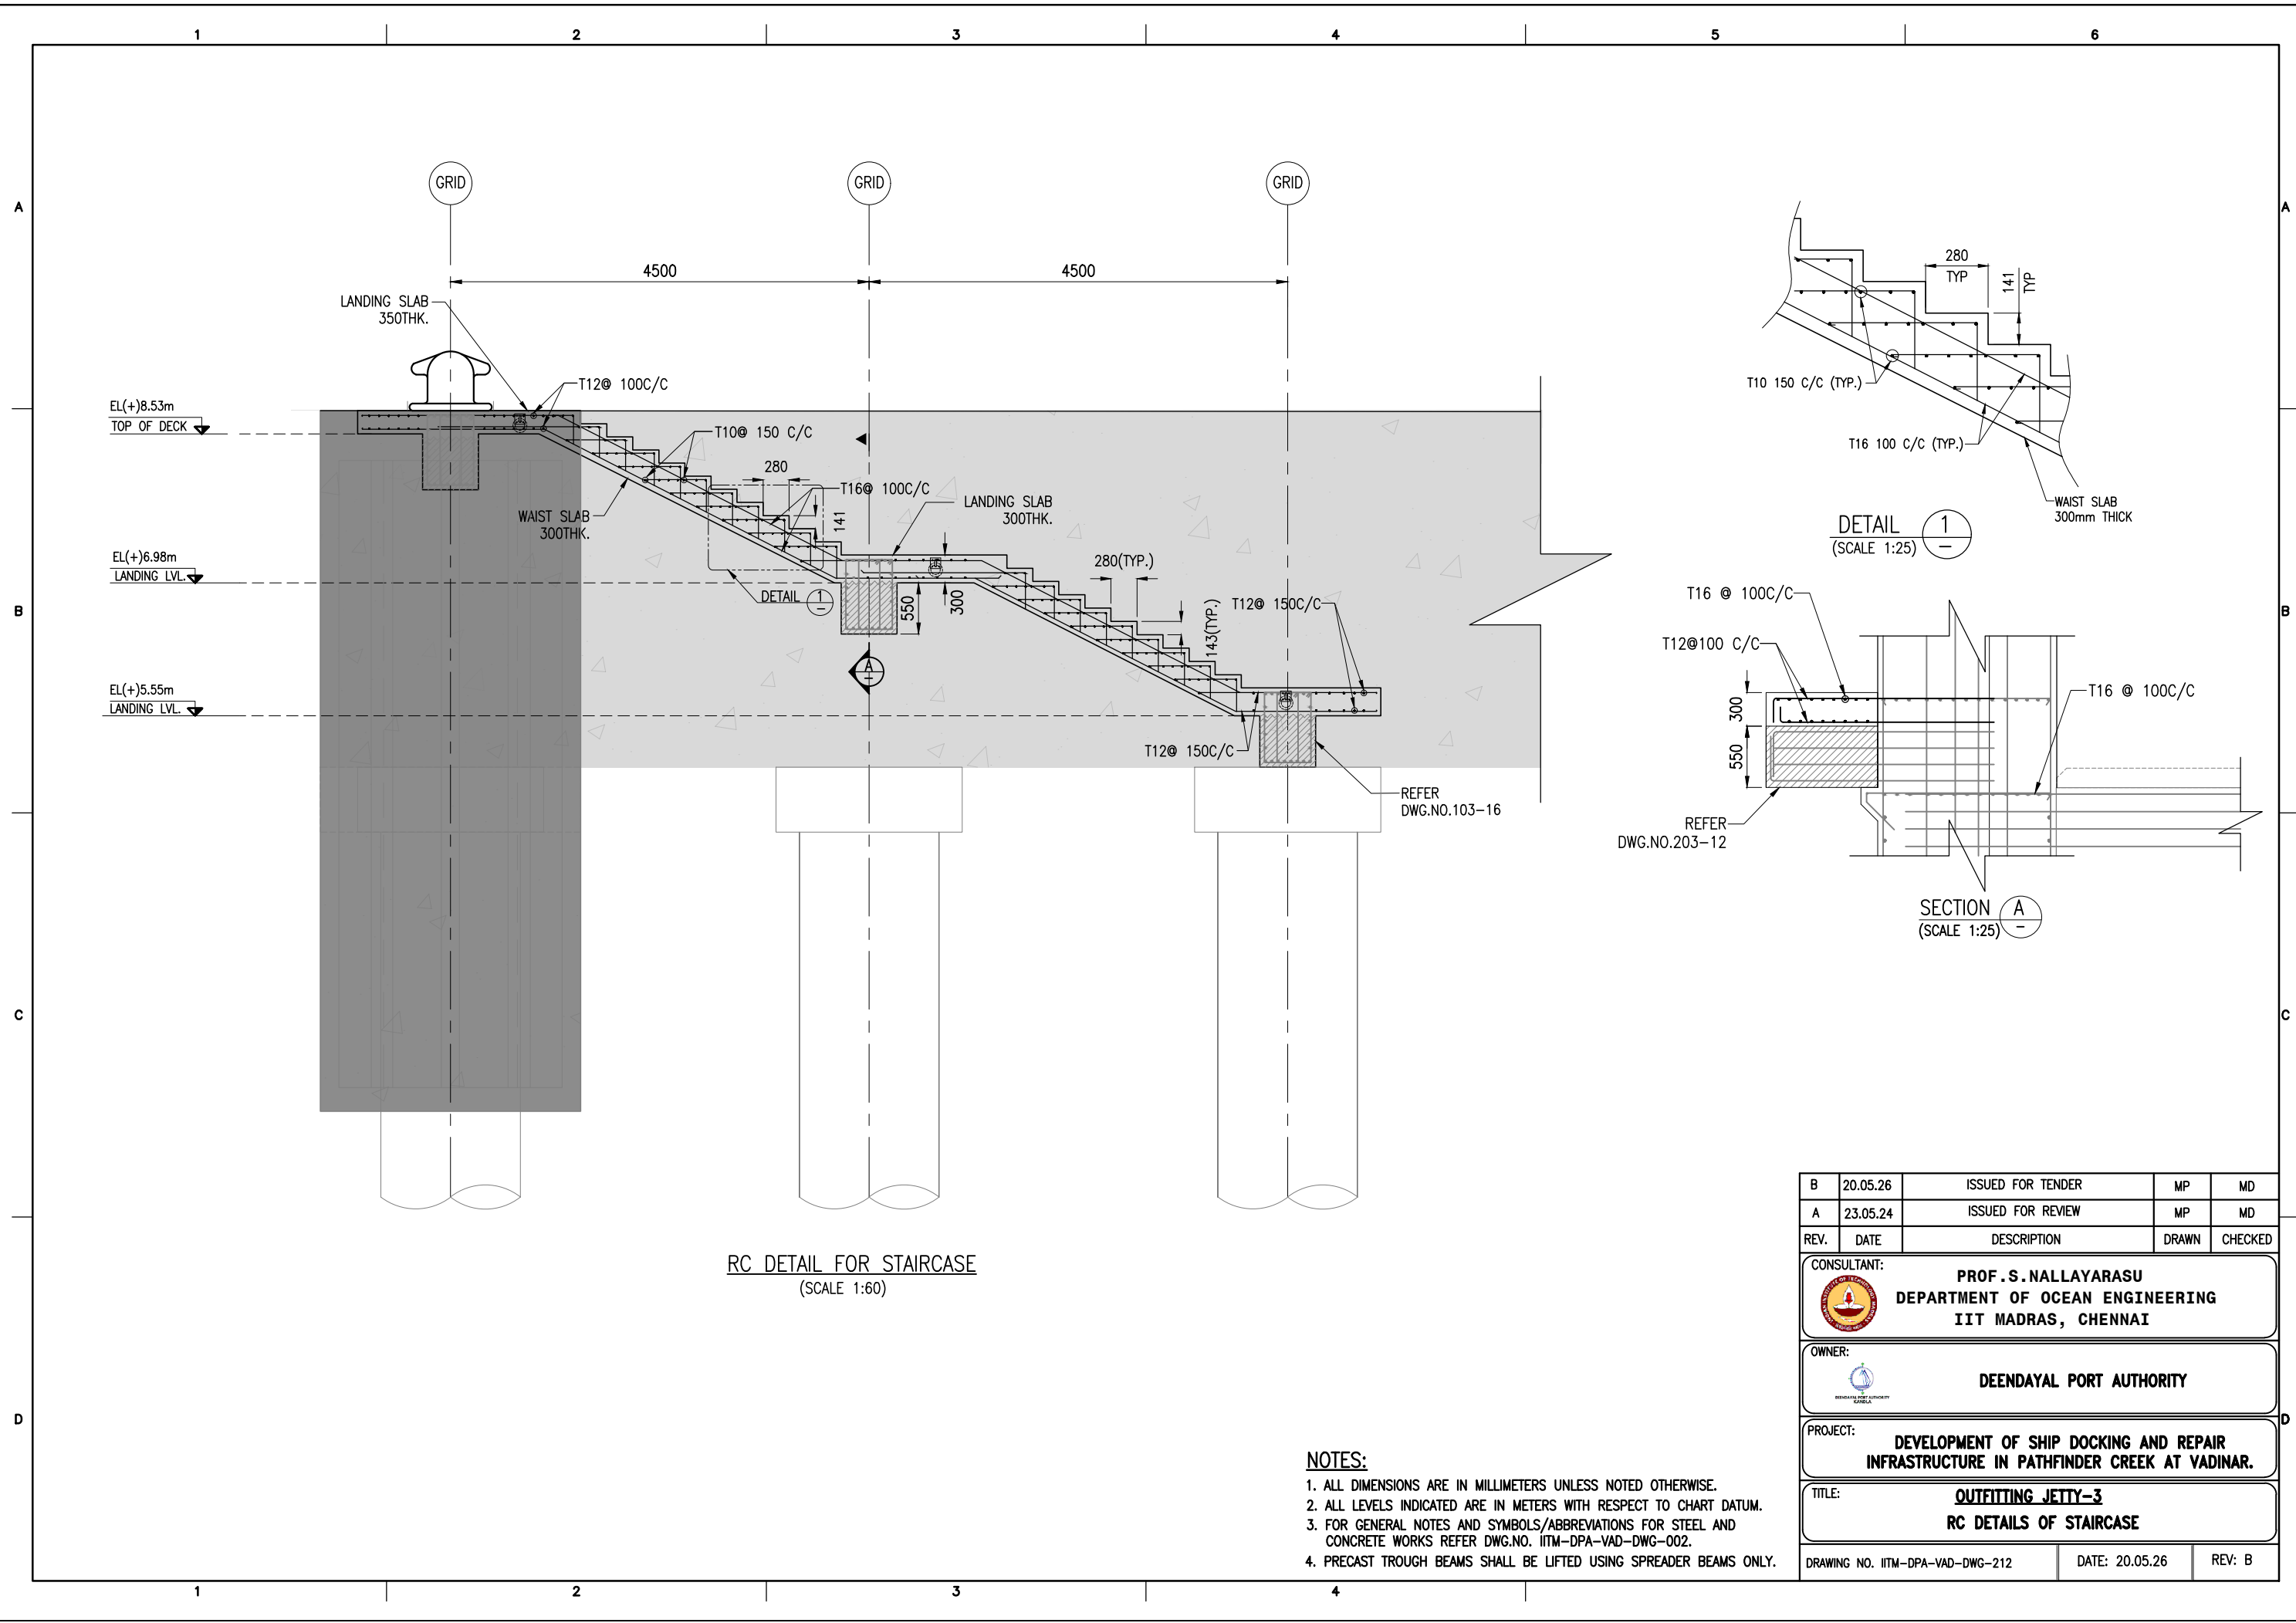 1 2 3 4 5 6
A
A
B
B
C
C
D
D
GRID
GRID
GRID
4500
4500
LANDING SLAB
350THK.
T12@ 100C/C
EL(+)8.53m
TOP OF DECK
T10@ 150 C/C
280
T16@ 100C/C
LANDING SLAB
300THK.
WAIST SLAB
300THK.
141
EL(+)6.98m
LANDING LVL.
280(TYP.)
DETAIL 1
–
550
300
T12@ 150C/C
143(TYP.)
A
–
EL(+)5.55m
LANDING LVL.
T12@ 150C/C
REFER
DWG.NO.103-16
RC DETAIL FOR STAIRCASE
(SCALE 1:60)
280
TYP
141
TYP
T10 150 C/C (TYP.)
T16 100 C/C (TYP.)
WAIST SLAB
300mm THICK
DETAIL 1
(SCALE 1:25) –
T16 @ 100C/C
T12@100 C/C
T16 @ 100C/C
300
550
REFER
DWG.NO.203-12
SECTION A
(SCALE 1:25) –
NOTES:
1. ALL DIMENSIONS ARE IN MILLIMETERS UNLESS NOTED OTHERWISE.
2. ALL LEVELS INDICATED ARE IN METERS WITH RESPECT TO CHART DATUM.
3. FOR GENERAL NOTES AND SYMBOLS/ABBREVIATIONS FOR STEEL AND
CONCRETE WORKS REFER DWG.NO. IITM-DPA-VAD-DWG-002.
4. PRECAST TROUGH BEAMS SHALL BE LIFTED USING SPREADER BEAMS ONLY.
B 20.05.26 ISSUED FOR TENDER MP MD
A 23.05.24 ISSUED FOR REVIEW MP MD
REV. DATE DESCRIPTION DRAWN CHECKED
CONSULTANT:
PROF.S.NALLAYARASU
DEPARTMENT OF OCEAN ENGINEERING
IIT MADRAS, CHENNAI
OWNER:
DEENDAYAL PORT AUTHORITY
KANDLA
DEENDAYAL PORT AUTHORITY
PROJECT:
DEVELOPMENT OF SHIP DOCKING AND REPAIR
INFRASTRUCTURE IN PATHFINDER CREEK AT VADINAR.
TITLE:
OUTFITTING JETTY-3
RC DETAILS OF STAIRCASE
DRAWING NO. IITM-DPA-VAD-DWG-212 DATE: 20.05.26 REV: B
1 2 3 4